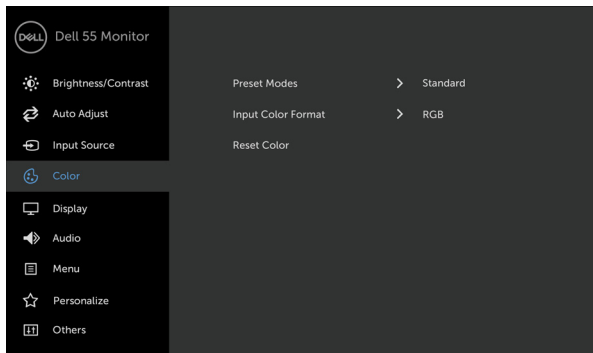 DELL Dell 55 Monitor
Brightness/Contrast
Preset Modes > Standard
Auto Adjust
Input Color Format > RGB
Input Source
Reset Color
Color
Display
Audio
Menu
Personalize
Others